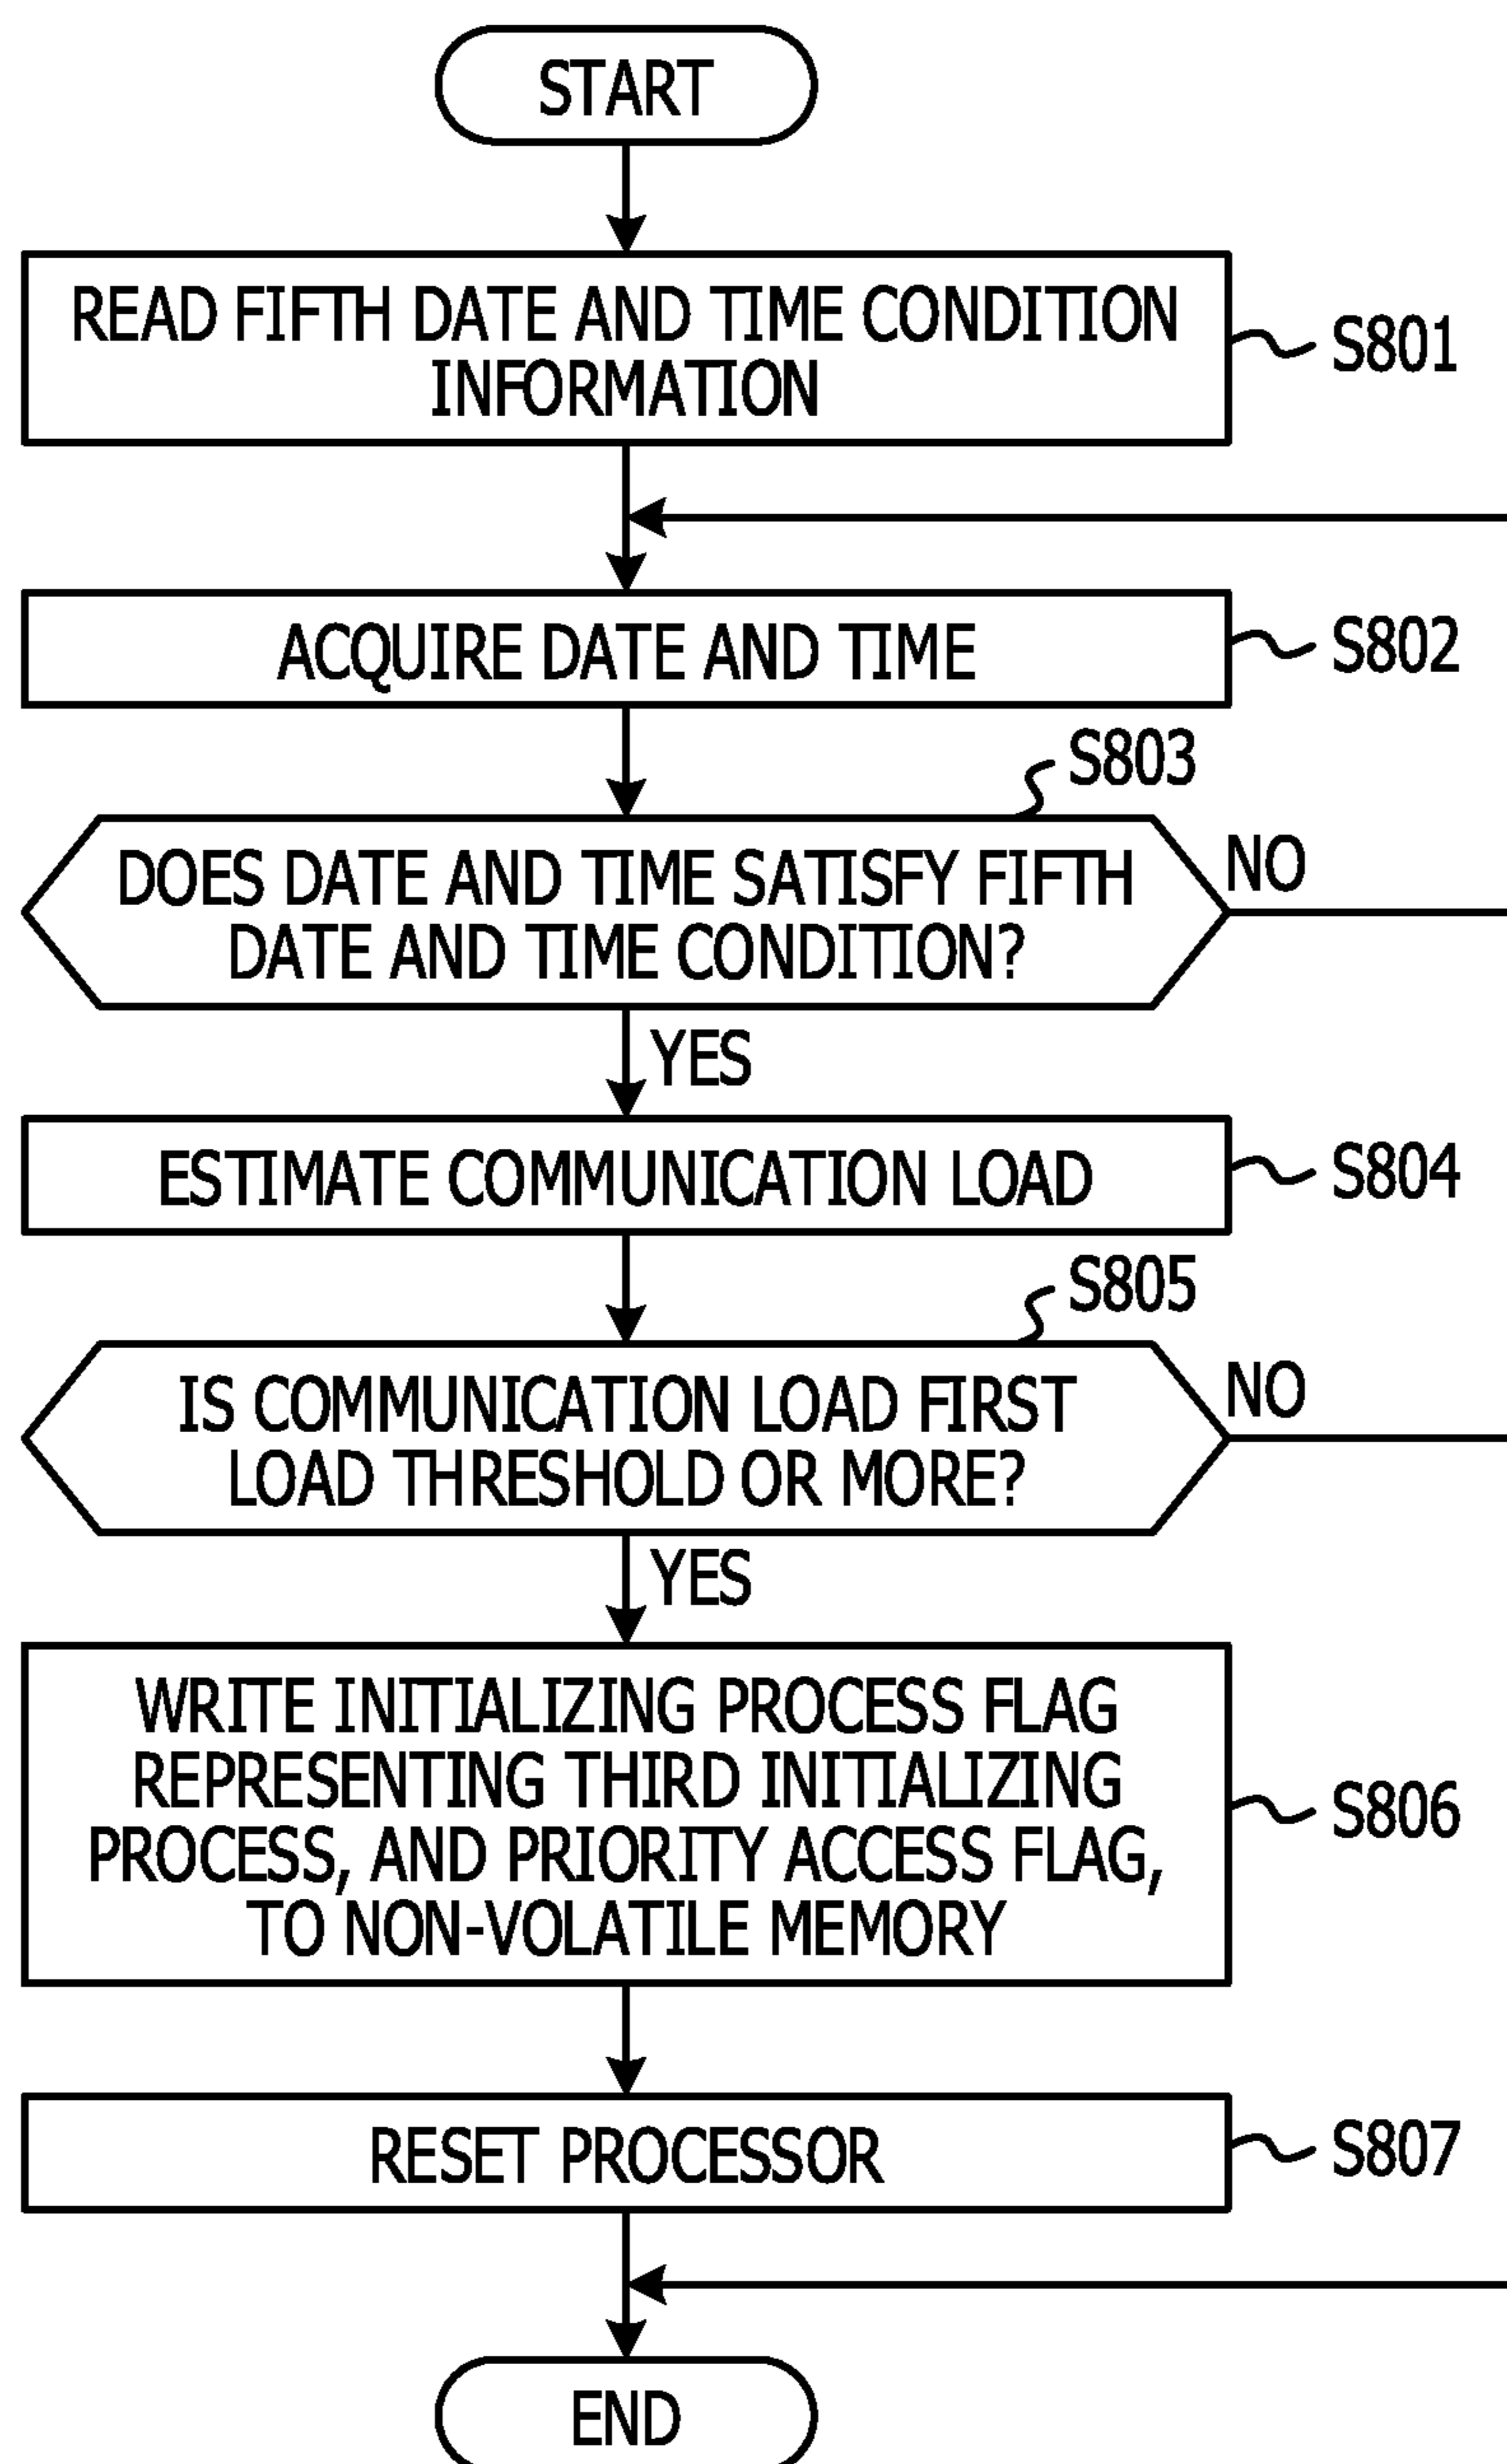 START
READ FIFTH DATE AND TIME CONDITION
INFORMATION
S801
ACQUIRE DATE AND TIME
S802
S803
DOES DATE AND TIME SATISFY FIFTH
DATE AND TIME CONDITION?
NO
YES
ESTIMATE COMMUNICATION LOAD
S804
S805
IS COMMUNICATION LOAD FIRST
LOAD THRESHOLD OR MORE?
NO
YES
WRITE INITIALIZING PROCESS FLAG
REPRESENTING THIRD INITIALIZING
PROCESS, AND PRIORITY ACCESS FLAG,
TO NON-VOLATILE MEMORY
S806
RESET PROCESSOR
S807
END